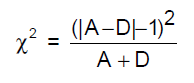 χ² = (|A−D|−1)² / A+D